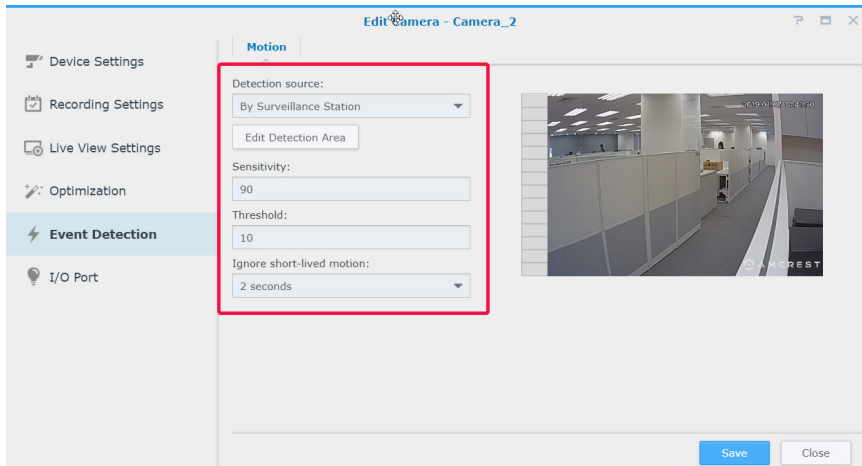 Edit Camera - Camera_2
Device Settings
Recording Settings
Live View Settings
Optimization
Event Detection
I/O Port
Motion
Detection source:
By Surveillance Station
Edit Detection Area
Sensitivity:
90
Threshold:
10
Ignore short-lived motion:
2 seconds
AMCREST
Save
Close